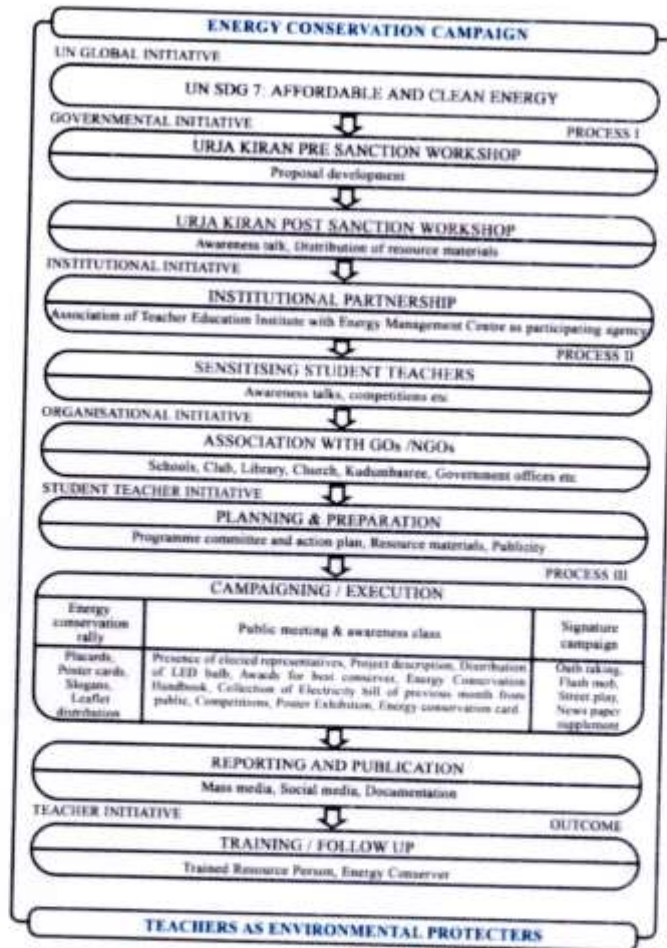 ENERGY CONSERVATION CAMPAIGN
UN GLOBAL INITIATIVE
UN SDG 7: AFFORDABLE AND CLEAN ENERGY
GOVERNMENTAL INITIATIVE PROCESS I
URJA KIRAN PRE SANCTION WORKSHOP
Proposal development
URJA KIRAN POST SANCTION WORKSHOP
Awareness talk, Distribution of resource materials
INSTITUTIONAL INITIATIVE
INSTITUTIONAL PARTNERSHIP
Association of Teacher Education Institute with Energy Management Centre as participating agency
PROCESS II
SENSITISING STUDENT TEACHERS
Awareness talks, competitions etc
ORGANISATIONAL INITIATIVE
ASSOCIATION WITH GOs /NGOs
Schools, Club, Library, Church, Kudumbasree, Government offices etc
STUDENT TEACHER INITIATIVE
PLANNING & PREPARATION
Programme committee and action plan, Resource materials, Publicity
PROCESS III
CAMPAIGNING / EXECUTION
Energy
conservation
rally
Public meeting & awareness class
Signature
campaign
Placards,
Poster cards,
Slogans,
Leaflet
distribution
Presence of elected representatives, Project description, Distribution
of LED bulb, Awards for best conserver, Energy Conservation
Handbook, Collection of Electricity bill of previous month from
public, Competitions, Poster Exhibition, Energy conservation card
Oath taking,
Flash mob,
Street play,
News paper
supplement
REPORTING AND PUBLICATION
Mass media, Social media, Documentation
TEACHER INITIATIVE OUTCOME
TRAINING / FOLLOW UP
Trained Resource Person, Energy Conserver
TEACHERS AS ENVIRONMENTAL PROTECTERS